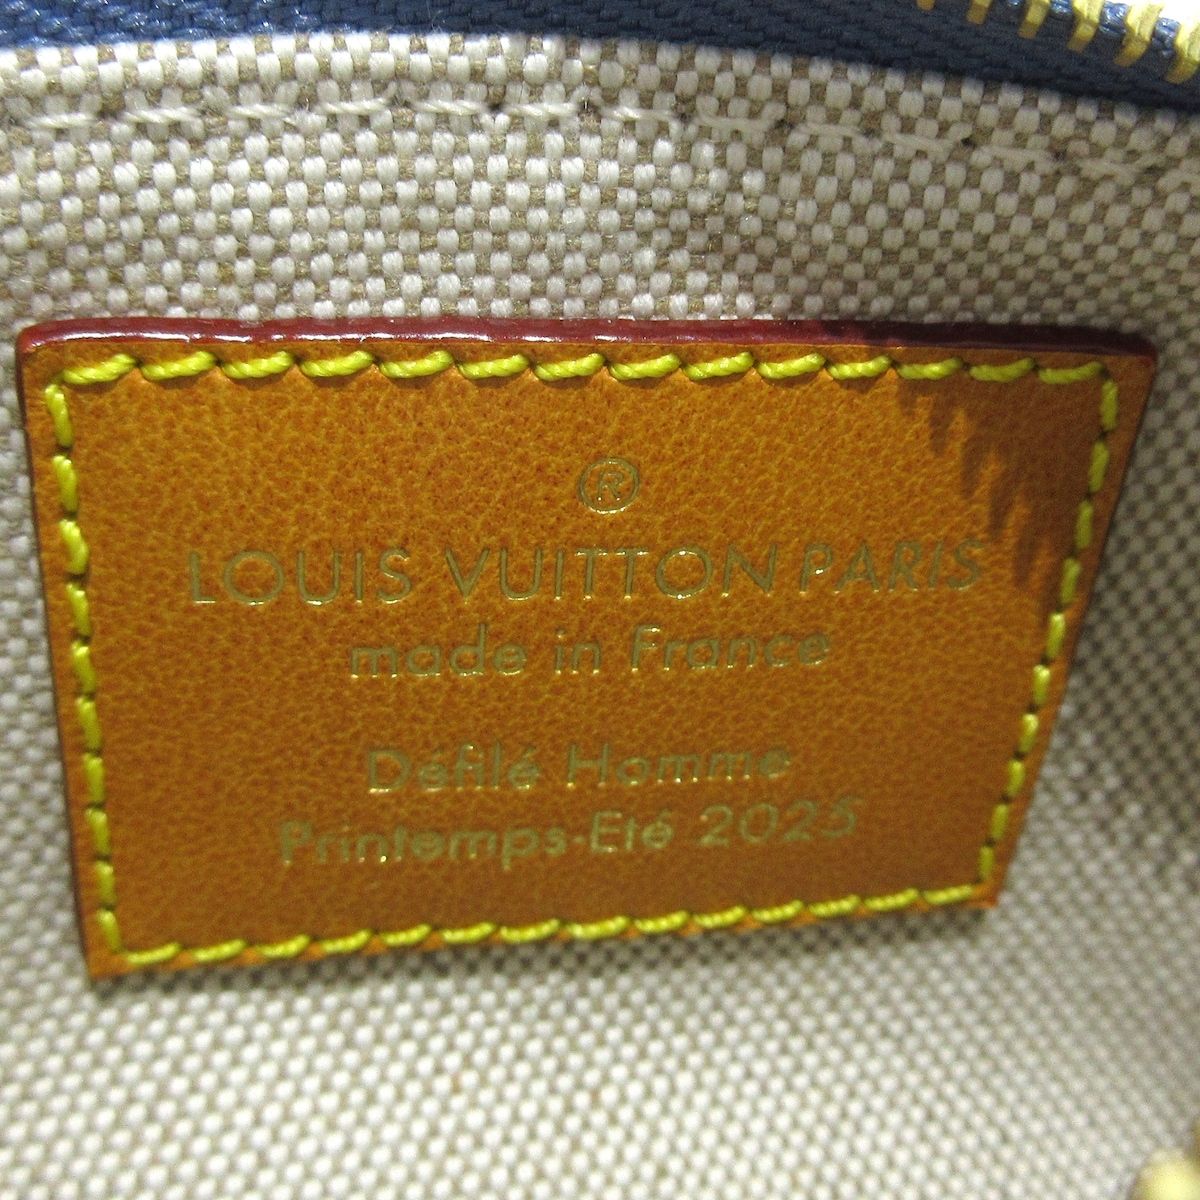 ®
LOUIS VUITTON PARIS
made in France
Défilé Homme
Printemps-Eté 2025